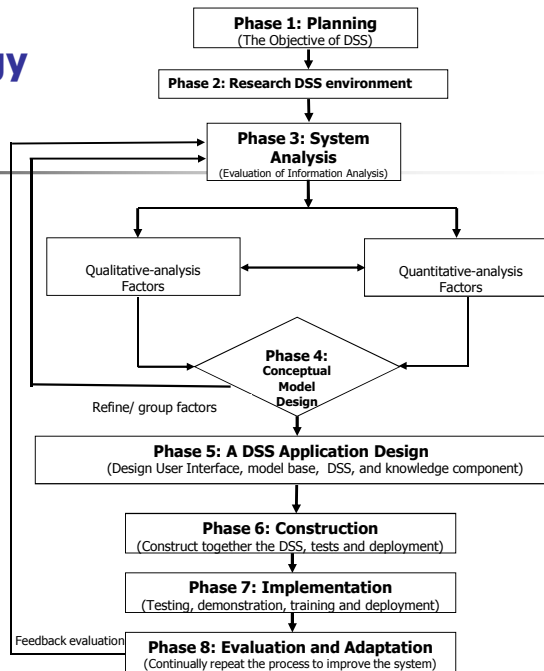 gy
Phase 1: Planning
(The Objective of DSS)
Phase 2: Research DSS environment
Phase 3: System
Analysis
(Evaluation of Information Analysis)
Qualitative-analysis
Factors
Quantitative-analysis
Factors
Phase 4:
Conceptual
Model
Design
Refine/ group factors
Phase 5: A DSS Application Design
(Design User Interface, model base, DSS, and knowledge component)
Phase 6: Construction
(Construct together the DSS, tests and deployment)
Phase 7: Implementation
(Testing, demonstration, training and deployment)
Feedback evaluation
Phase 8: Evaluation and Adaptation
(Continually repeat the process to improve the system)